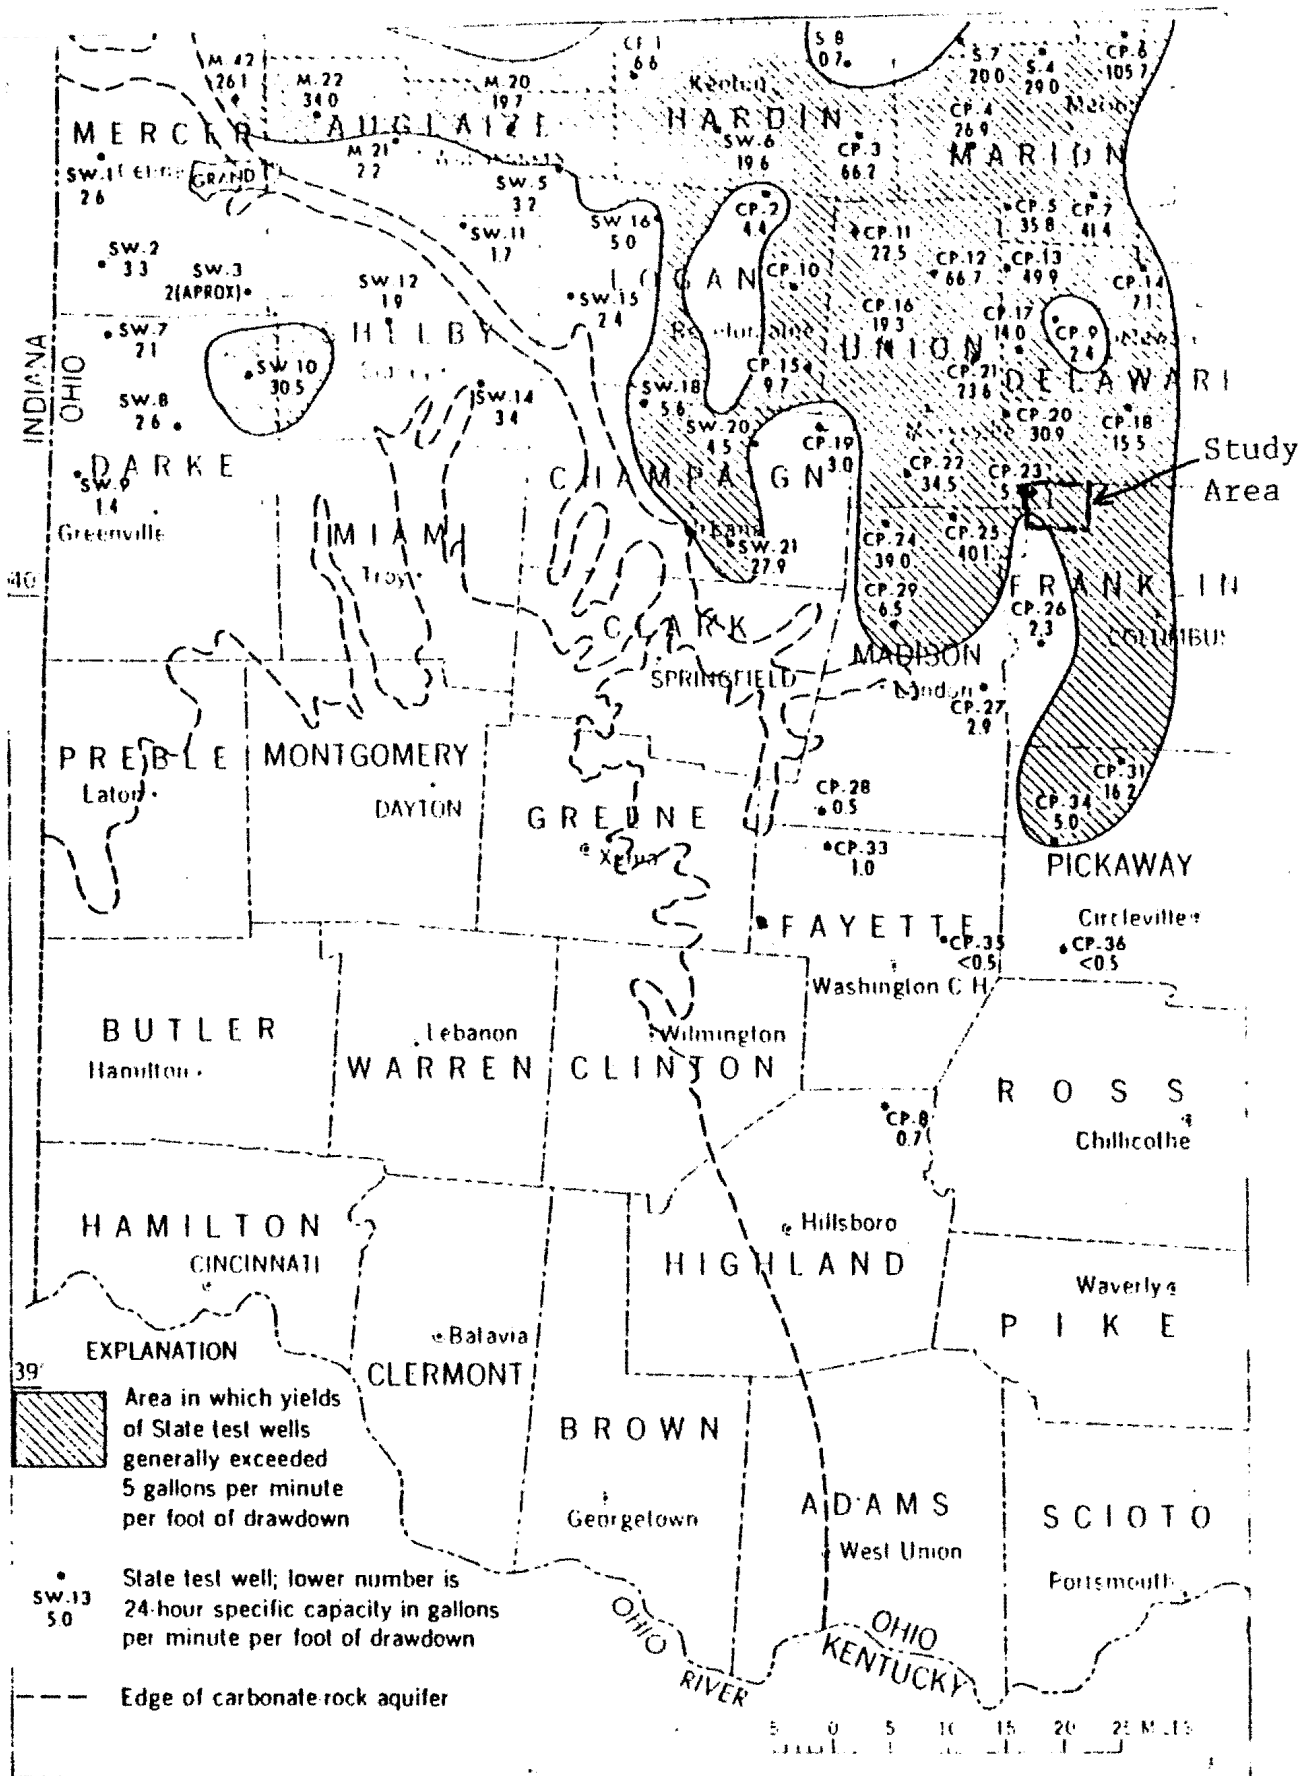 M.42
26.1
M.22
34.0
M.20
19.7
CP.1
6.6
S 8
0.7
S.7
20 0
S.4
29.0
CP.6
105.7
Kenton
HARDIN
CP.4
26 9
Marion
MARION
MERCER
AUGLAIZE
M.21
2.2
SW.6
19.6
CP.3
66.2
SW.1
2 6
GRAND
SW.5
3.2
SW 16
5.0
CP.2
4.4
CP.5
35 8
CP.7
41.4
SW.11
1.7
CP.11
22.5
SW.2
3.3
SW.3
2(APROX)
SW.12
1.9
LOGAN
CP.10
CP.12
66.7
CP.13
49.9
CP.14
7.1
SW.15
2.4
CP.16
19 3
CP.17
14.0
CP.9
2.4
SW.7
2 1
HELBY
UNION
INDIANA
OHIO
SW 10
30.5
CP.15
9.7
CP.21
23 6
DELAWAR
SW.8
2 6
SW.14
3 4
SW.18
5.6
SW.20
4 5
CP.19
3.0
CP.20
30.9
CP.18
15 5
Study
Area
DARKE
SW.9
1.4
Greenville
CHAMPAIGN
CP.22
34.5
CP.23
5
MIAMI
Troy
SW.21
27.9
CP.24
39.0
CP.25
40.1
40
CP.29
6.5
FRANKLIN
CP.26
2.3
COLUMBUS
CLARK
SPRINGFIELD
MADISON
London
CP.27
2.9
PREBLE
Eaton
MONTGOMERY
DAYTON
GREENE
Xenia
CP.28
0.5
CP.31
16.2
CP.34
5.0
CP.33
1.0
PICKAWAY
FAYETTE
CP.35
<0.5
Circleville
CP.36
<0.5
Washington C H
BUTLER
Hamilton
Lebanon
WARREN
Wilmington
CLINTON
ROSS
Chillicothe
CP.8
0.7
HAMILTON
CINCINNATI
Hillsboro
HIGHLAND
Waverly
PIKE
EXPLANATION
Batavia
CLERMONT
39
Area in which yields
of State test wells
generally exceeded
5 gallons per minute
per foot of drawdown
BROWN
Georgetown
ADAMS
West Union
SCIOTO
Portsmouth
SW.13
5.0
State test well; lower number is
24-hour specific capacity in gallons
per minute per foot of drawdown
OHIO
RIVER
OHIO
KENTUCKY
Edge of carbonate-rock aquifer
5 0 5 10 15 20 25 MILES